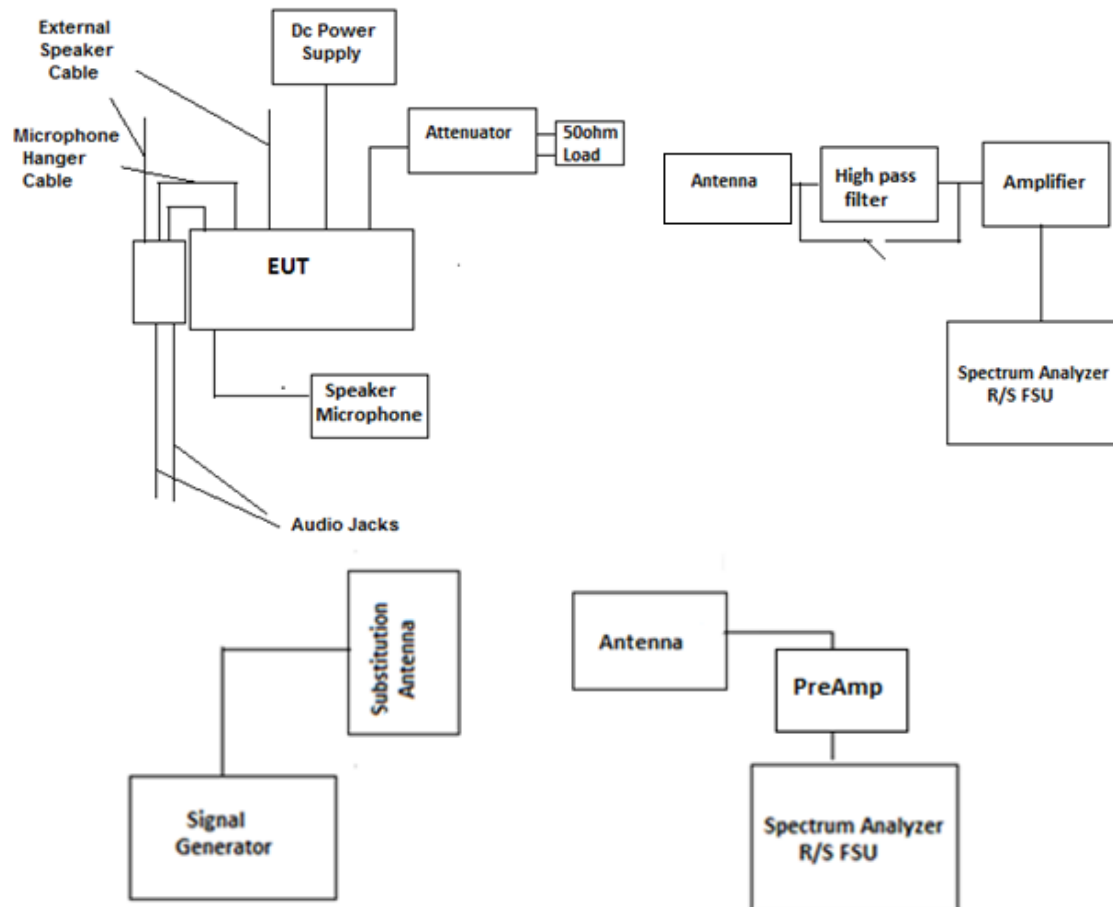 External
Speaker
Cable
Dc Power
Supply
Microphone
Hanger
Cable
Attenuator
50ohm
Load
EUT
Speaker
Microphone
Audio Jacks
Antenna
High pass
filter
Amplifier
Spectrum Analyzer
R/S FSU
Substitution
Antenna
Signal
Generator
Antenna
PreAmp
Spectrum Analyzer
R/S FSU